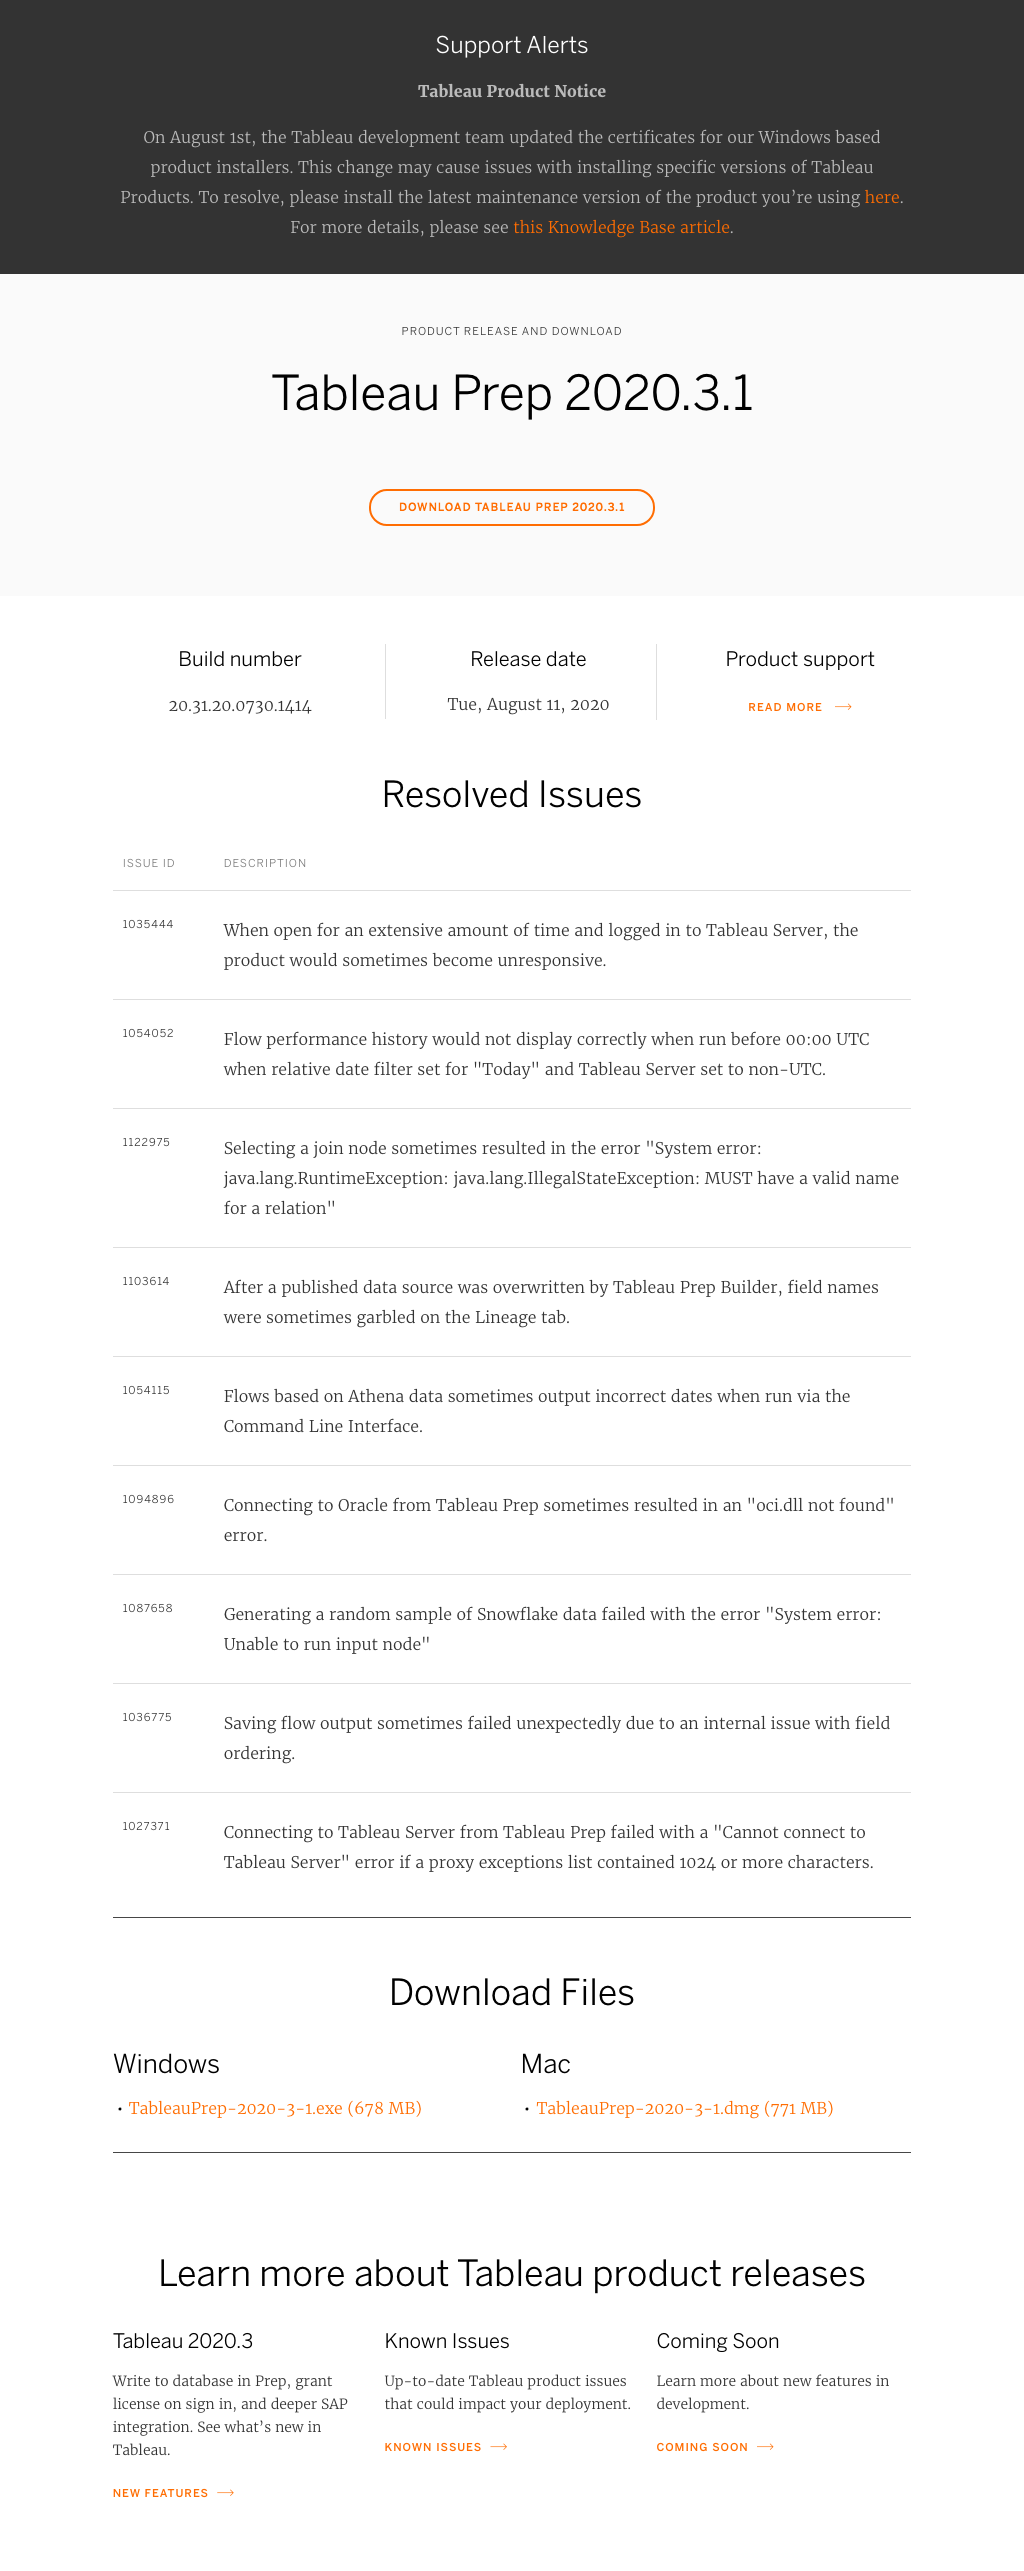 Support Alerts
Tableau Product Notice
On August 1st, the Tableau development team updated the certificates for our Windows based
product installers. This change may cause issues with installing specific versions of Tableau
Products. To resolve, please install the latest maintenance version of the product you’re using here.
For more details, please see this Knowledge Base article.
PRODUCT RELEASE AND DOWNLOAD
Tableau Prep 2020.3.1
DOWNLOAD TABLEAU PREP 2020.3.1
Build number
20.31.20.0730.1414
Release date
Tue, August 11, 2020
Product support
READ MORE →
Resolved Issues
ISSUE ID DESCRIPTION
1035444 When open for an extensive amount of time and logged in to Tableau Server, the
product would sometimes become unresponsive.
1054052 Flow performance history would not display correctly when run before 00:00 UTC
when relative date filter set for "Today" and Tableau Server set to non-UTC.
1122975 Selecting a join node sometimes resulted in the error "System error:
java.lang.RuntimeException: java.lang.IllegalStateException: MUST have a valid name
for a relation"
1103614 After a published data source was overwritten by Tableau Prep Builder, field names
were sometimes garbled on the Lineage tab.
1054115 Flows based on Athena data sometimes output incorrect dates when run via the
Command Line Interface.
1094896 Connecting to Oracle from Tableau Prep sometimes resulted in an "oci.dll not found"
error.
1087658 Generating a random sample of Snowflake data failed with the error "System error:
Unable to run input node"
1036775 Saving flow output sometimes failed unexpectedly due to an internal issue with field
ordering.
1027371 Connecting to Tableau Server from Tableau Prep failed with a "Cannot connect to
Tableau Server" error if a proxy exceptions list contained 1024 or more characters.
Download Files
Windows
• TableauPrep-2020-3-1.exe (678 MB)
Mac
• TableauPrep-2020-3-1.dmg (771 MB)
Learn more about Tableau product releases
Tableau 2020.3
Write to database in Prep, grant
license on sign in, and deeper SAP
integration. See what’s new in
Tableau.
NEW FEATURES →
Known Issues
Up-to-date Tableau product issues
that could impact your deployment.
KNOWN ISSUES →
Coming Soon
Learn more about new features in
development.
COMING SOON →